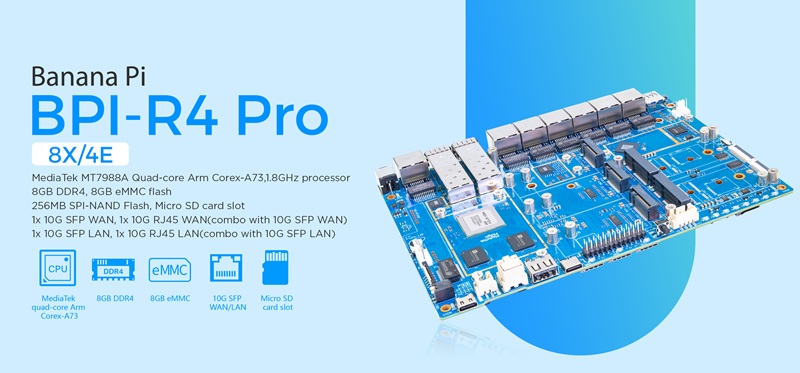 Banana Pi
BPI-R4 Pro
8X/4E
MediaTek MT7988A Quad-core Arm Corex-A73,1.8GHz processor
8GB DDR4, 8GB eMMC flash
256MB SPI-NAND Flash, Micro SD card slot
1x 10G SFP WAN, 1x 10G RJ45 WAN(combo with 10G SFP WAN)
1x 10G SFP LAN, 1x 10G RJ45 LAN(combo with 10G SFP LAN)
CPU
DDR4
eMMC
MediaTek
quad-core Arm
Corex-A73
8GB DDR4
8GB eMMC
10G SFP
WAN/LAN
Micro SD
card slot